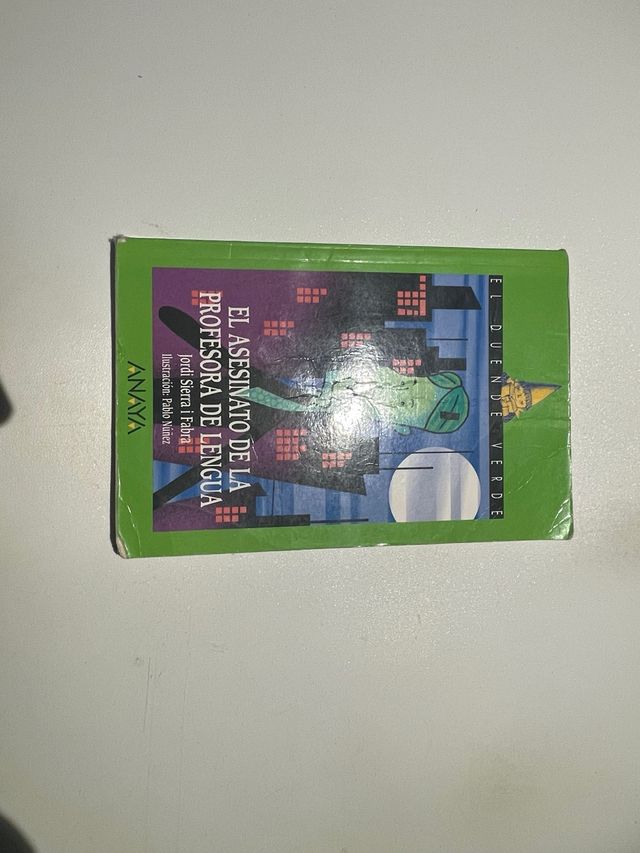 EL DUENDE VERDE
EL ASESINATO DE LA
PROFESORA DE LENGUA
Jordi Sierra i Fabra
Ilustración: Pablo Núñez
ANAYA